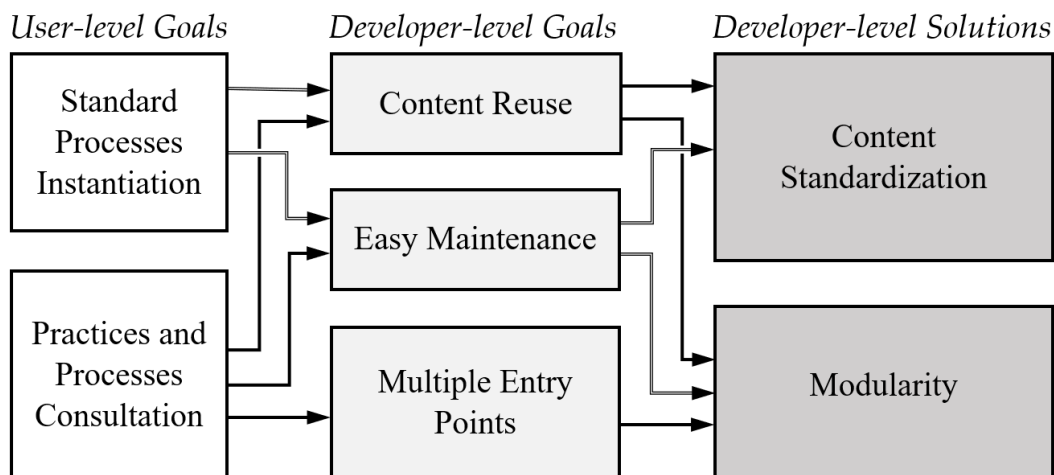 User-level Goals
Developer-level Goals
Developer-level Solutions
Standard
Processes
Instantiation
Practices and
Processes
Consultation
Content Reuse
Easy Maintenance
Multiple Entry
Points
Content
Standardization
Modularity